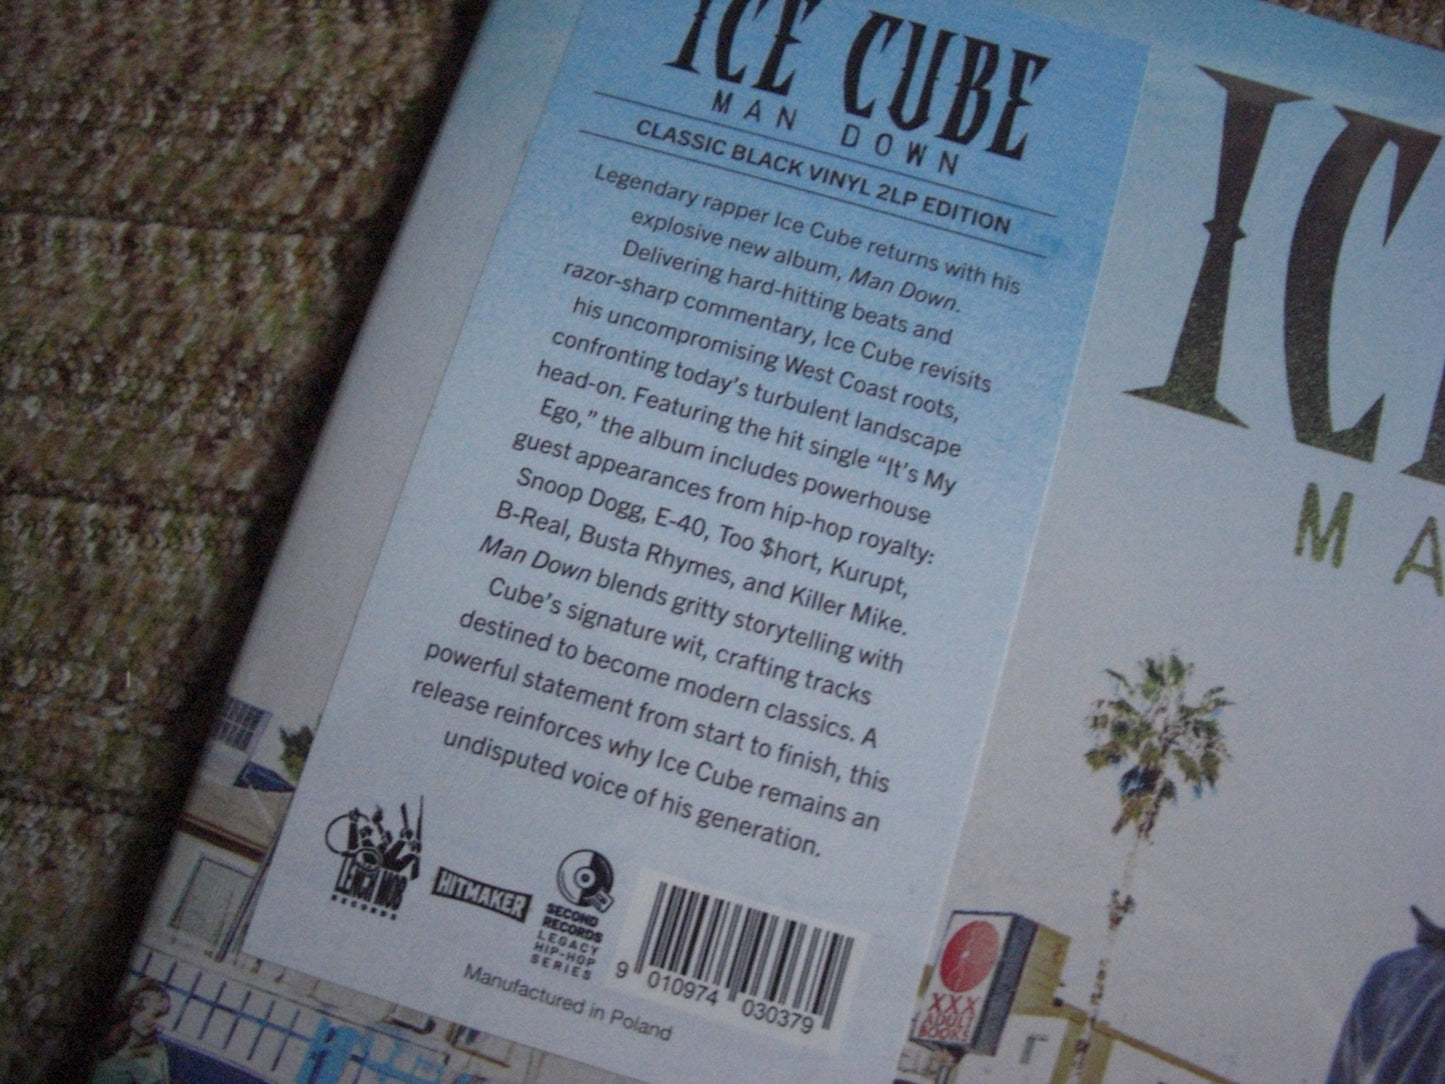 ICE CUBE
MAN DOWN
CLASSIC BLACK VINYL 2LP EDITION
Legendary rapper Ice Cube returns with his
explosive new album, Man Down.
Delivering hard-hitting beats and
razor-sharp commentary, Ice Cube revisits
his uncompromising West Coast roots,
confronting today's turbulent landscape
head-on. Featuring the hit single “It's My
Ego,” the album includes powerhouse
guest appearances from hip-hop royalty:
Snoop Dogg, E-40, Too $hort, Kurupt,
B-Real, Busta Rhymes, and Killer Mike.
Man Down blends gritty storytelling with
Cube's signature wit, crafting tracks
destined to become modern classics. A
powerful statement from start to finish, this
release reinforces why Ice Cube remains an
undisputed voice of his generation.
LENCH MOB
RECORDS
HITMAKER
SECOND
RECORDS
LEGACY
HIP-HOP
SERIES
9 010974 030379
Manufactured in Poland
IC
MA
XXX
ADULT
BOOKS